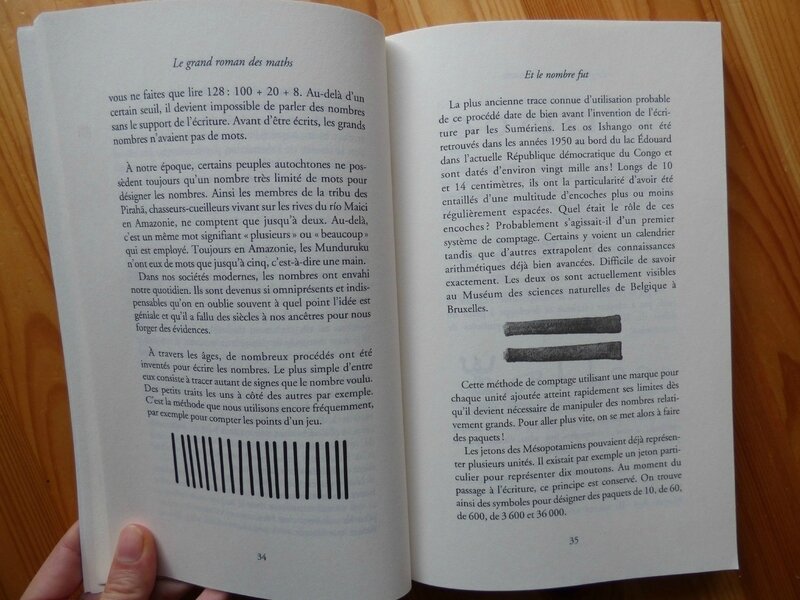 Le grand roman des maths
vous ne faites que lire 128 : 100 + 20 + 8. Au-delà d'un
certain seuil, il devient impossible de parler des nombres
sans le support de l'écriture. Avant d'être écrits, les grands
nombres n'avaient pas de mots.
À notre époque, certains peuples autochtones ne pos-
sèdent toujours qu'un nombre très limité de mots pour
désigner les nombres. Ainsi les membres de la tribu des
Pirahã, chasseurs-cueilleurs vivant sur les rives du río Maici
en Amazonie, ne comptent que jusqu'à deux. Au-delà,
c'est un même mot signifiant « plusieurs » ou « beaucoup »
qui est employé. Toujours en Amazonie, les Munduruku
n'ont eux de mots que jusqu'à cinq, c'est-à-dire une main.
Dans nos sociétés modernes, les nombres ont envahi
notre quotidien. Ils sont devenus si omniprésents et indis-
pensables qu'on en oublie souvent à quel point l'idée est
géniale et qu'il a fallu des siècles à nos ancêtres pour nous
forger des évidences.
À travers les âges, de nombreux procédés ont été
inventés pour écrire les nombres. Le plus simple d'entre
eux consiste à tracer autant de signes que le nombre voulu.
Des petits traits les uns à côté des autres par exemple.
C'est la méthode que nous utilisons encore fréquemment,
par exemple pour compter les points d'un jeu.
34
Et le nombre fut
La plus ancienne trace connue d'utilisation probable
de ce procédé date de bien avant l'invention de l'écri-
ture par les Sumériens. Les os Ishango ont été
retrouvés dans les années 1950 au bord du lac Édouard
dans l'actuelle République démocratique du Congo et
sont datés d'environ vingt mille ans ! Longs de 10
et 14 centimètres, ils ont la particularité d'avoir été
entaillés d'une multitude d'encoches plus ou moins
régulièrement espacées. Quel était le rôle de ces
encoches ? Probablement s'agissait-il d'un premier
système de comptage. Certains y voient un calendrier
tandis que d'autres extrapolent des connaissances
arithmétiques déjà bien avancées. Difficile de savoir
exactement. Les deux os sont actuellement visibles
au Muséum des sciences naturelles de Belgique à
Bruxelles.
Cette méthode de comptage utilisant une marque pour
chaque unité ajoutée atteint rapidement ses limites dès
qu'il devient nécessaire de manipuler des nombres relati-
vement grands. Pour aller plus vite, on se met alors à faire
des paquets !
Les jetons des Mésopotamiens pouvaient déjà représen-
ter plusieurs unités. Il existait par exemple un jeton parti-
culier pour représenter dix moutons. Au moment du
passage à l'écriture, ce principe est conservé. On trouve
ainsi des symboles pour désigner des paquets de 10, de 60,
de 600, de 3 600 et 36 000.
35